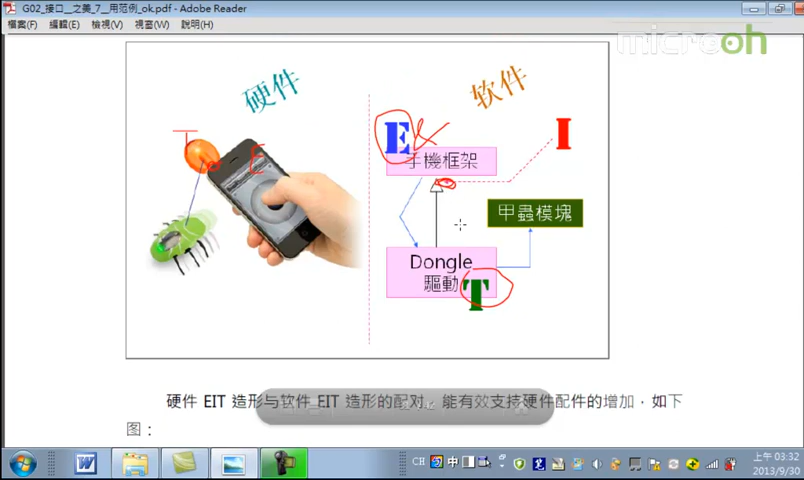 G02_接口__之美_7__用范例_ok.pdf - Adobe Reader
檔案(F) 編輯(E) 檢視(V) 視窗(W) 說明(H)
microoh
硬件
软件
T
E
E
I
手機框架
甲蟲模塊
Dongle
驅動
T
硬件 EIT 造形与软件 EIT 造形的配对，能有效支持硬件配件的增加，如下
图：
CH 中
上午 03:32
2013/9/30